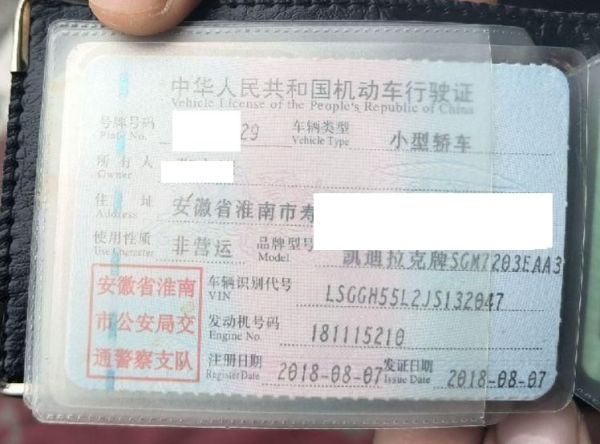 中华人民共和国机动车行驶证
Vehicle License of the People's Republic of China
号牌号码 29 车辆类型 小型轿车
Plate No. Vehicle Type
所有人
Owner
住址 安徽省淮南市寿
Address
使用性质 非营运 品牌型号 凯迪拉克牌SGM7203EAA3
Use Character Model
安徽省淮南
市公安局交
通警察支队
车辆识别代号 LSGGH55L2JS132047
VIN
发动机号码 181115210
Engine No.
注册日期 2018-08-07 发证日期 2018-08-07
Register Date Issue Date